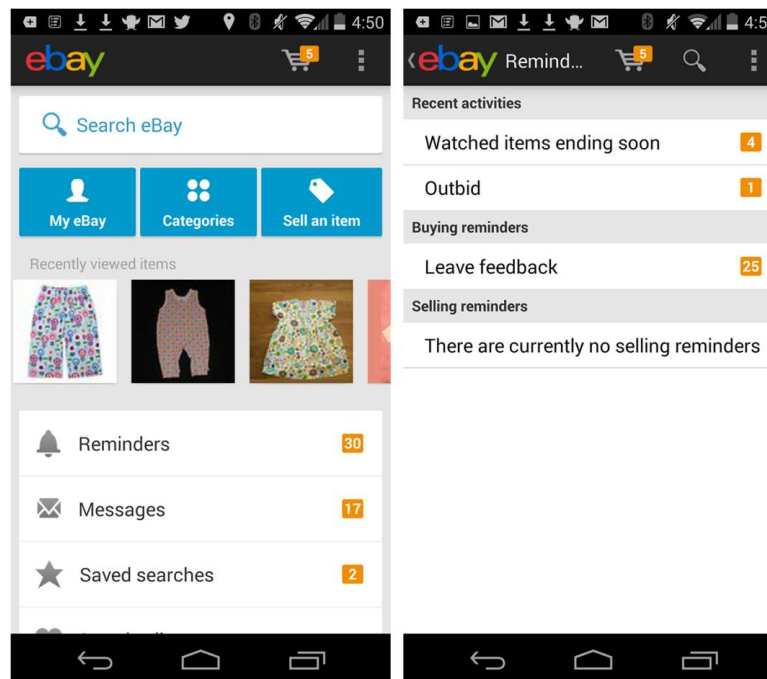 4:50
ebay
5
Search eBay
My eBay
Categories
Sell an item
Recently viewed items
Reminders
30
Messages
17
Saved searches
2
4:5
ebay Remind...
5
Recent activities
Watched items ending soon
4
Outbid
1
Buying reminders
Leave feedback
25
Selling reminders
There are currently no selling reminders